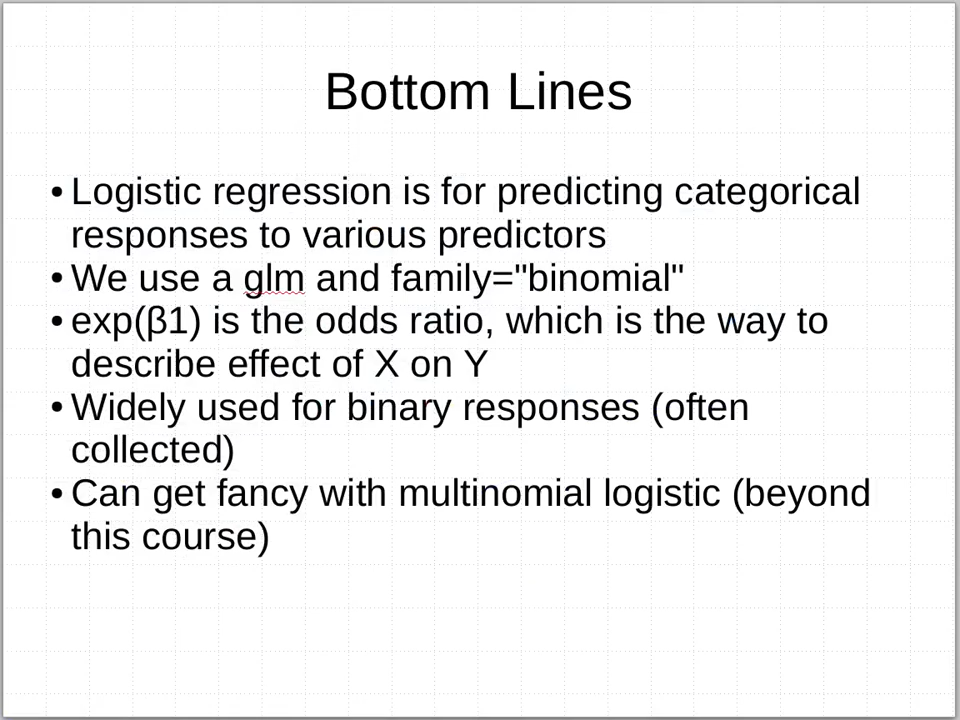 Bottom Lines
• Logistic regression is for predicting categorical
responses to various predictors
• We use a glm and family="binomial"
• exp(β1) is the odds ratio, which is the way to
describe effect of X on Y
• Widely used for binary responses (often
collected)
• Can get fancy with multinomial logistic (beyond
this course)